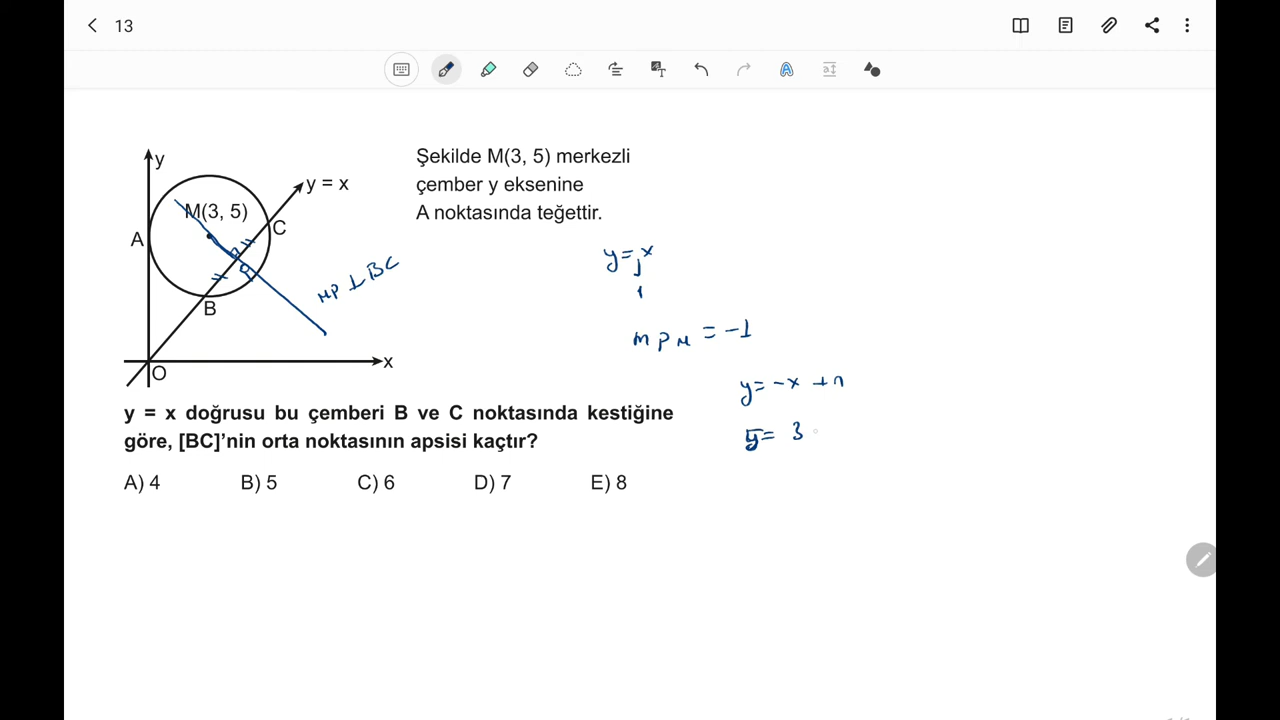 13
y
y = x
M(3, 5)
A
C
B
O
x
MP ⊥ BC
Şekilde M(3, 5) merkezli
çember y eksenine
A noktasında teğettir.
y = x
1
m PM = -1
y = -x + n
5 = 3
y = x doğrusu bu çemberi B ve C noktasında kestiğine
göre, [BC]'nin orta noktasının apsisi kaçtır?
A) 4 B) 5 C) 6 D) 7 E) 8